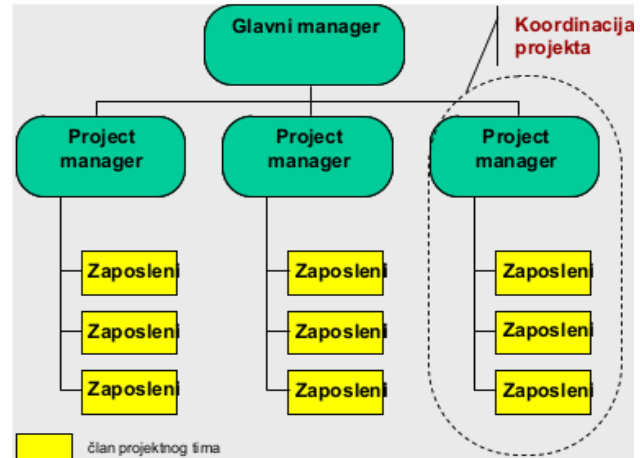 Glavni manager
Koordinacija
projekta
Project
manager
Project
manager
Project
manager
Zaposleni
Zaposleni
Zaposleni
Zaposleni
Zaposleni
Zaposleni
Zaposleni
Zaposleni
Zaposleni
član projektnog tima